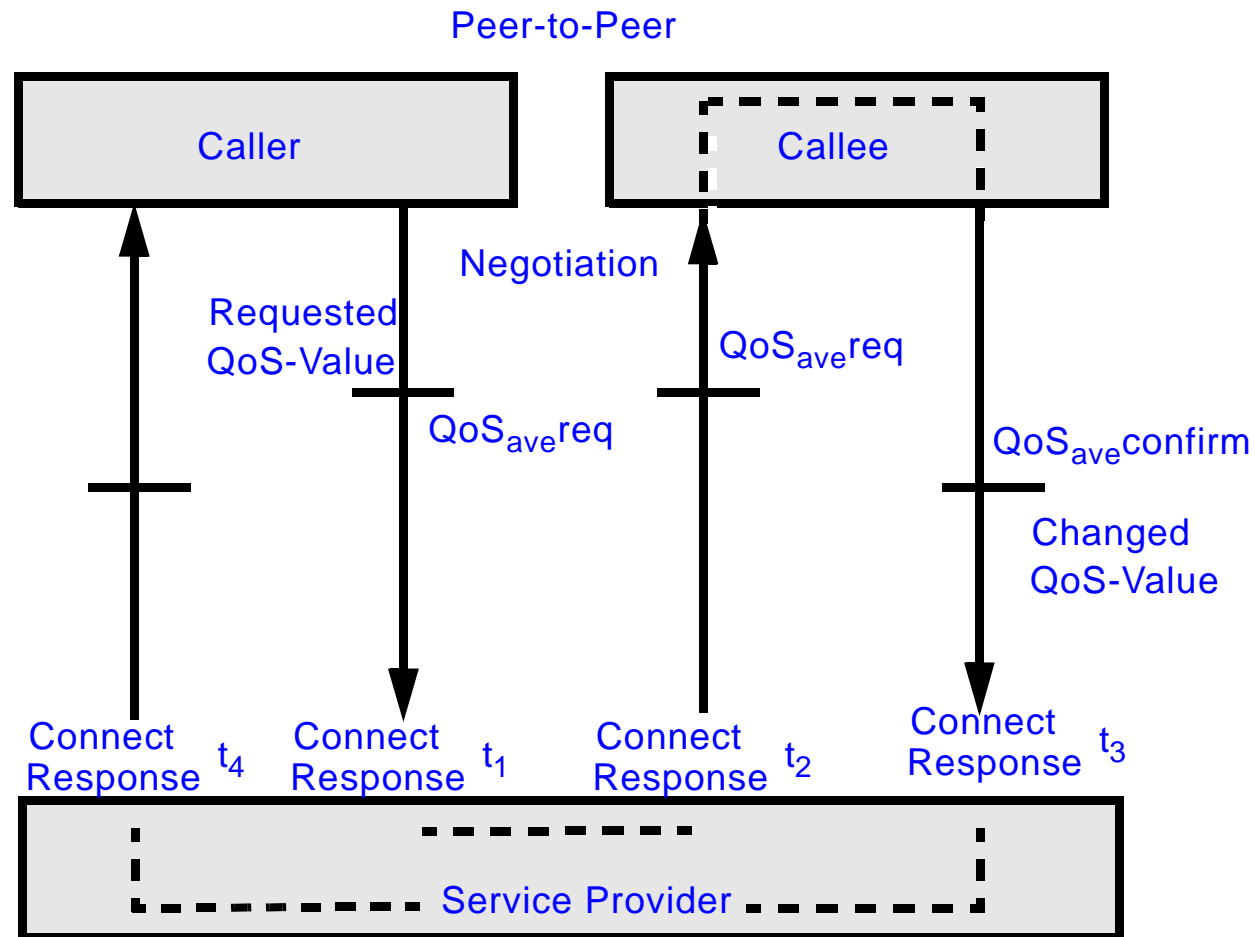 Peer-to-Peer
Caller
Callee
Negotiation
Requested
QoS-Value
QoSavereq
QoSavereq
QoSaveconfirm
Changed
QoS-Value
Connect
Response t4
Connect
Response t1
Connect
Response t2
Connect
Response t3
Service Provider